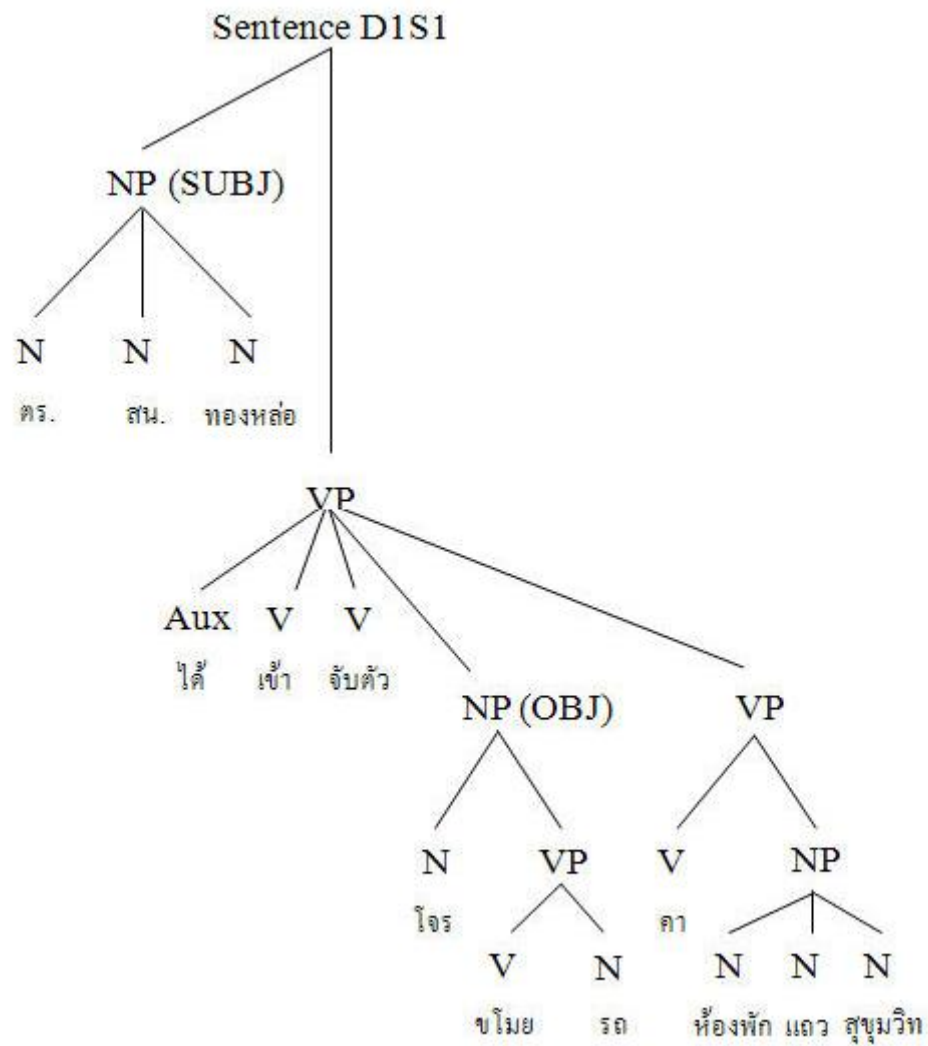 Sentence D1S1
NP (SUBJ)
N N N
ตร. สน. ทองหล่อ
VP
Aux V V
ได้ เข้า จับตัว
NP (OBJ) VP
N VP V NP
โจร คา
V N N N N
ขโมย รถ ห้องพัก แถว สุขุมวิท